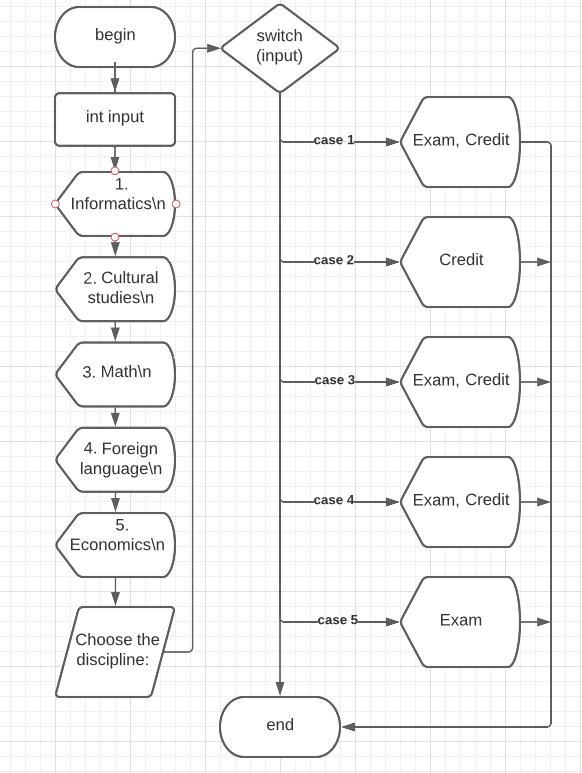 begin
int input
1.
Informatics\n
2. Cultural
studies\n
3. Math\n
4. Foreign
language\n
5.
Economics\n
Choose the
discipline:
switch
(input)
case 1
Exam, Credit
case 2
Credit
case 3
Exam, Credit
case 4
Exam, Credit
case 5
Exam
end